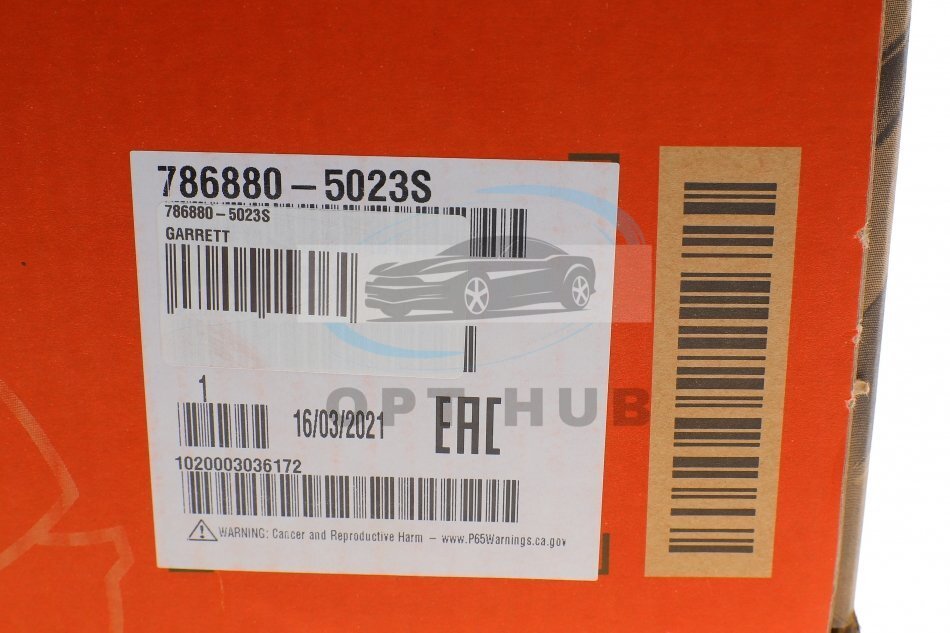 786880-5023S
786880-5023S
GARRETT
1
16/03/2021
EAC
OPT HUB
1020003036172
WARNING: Cancer and Reproductive Harm - www.P65Warnings.ca.gov